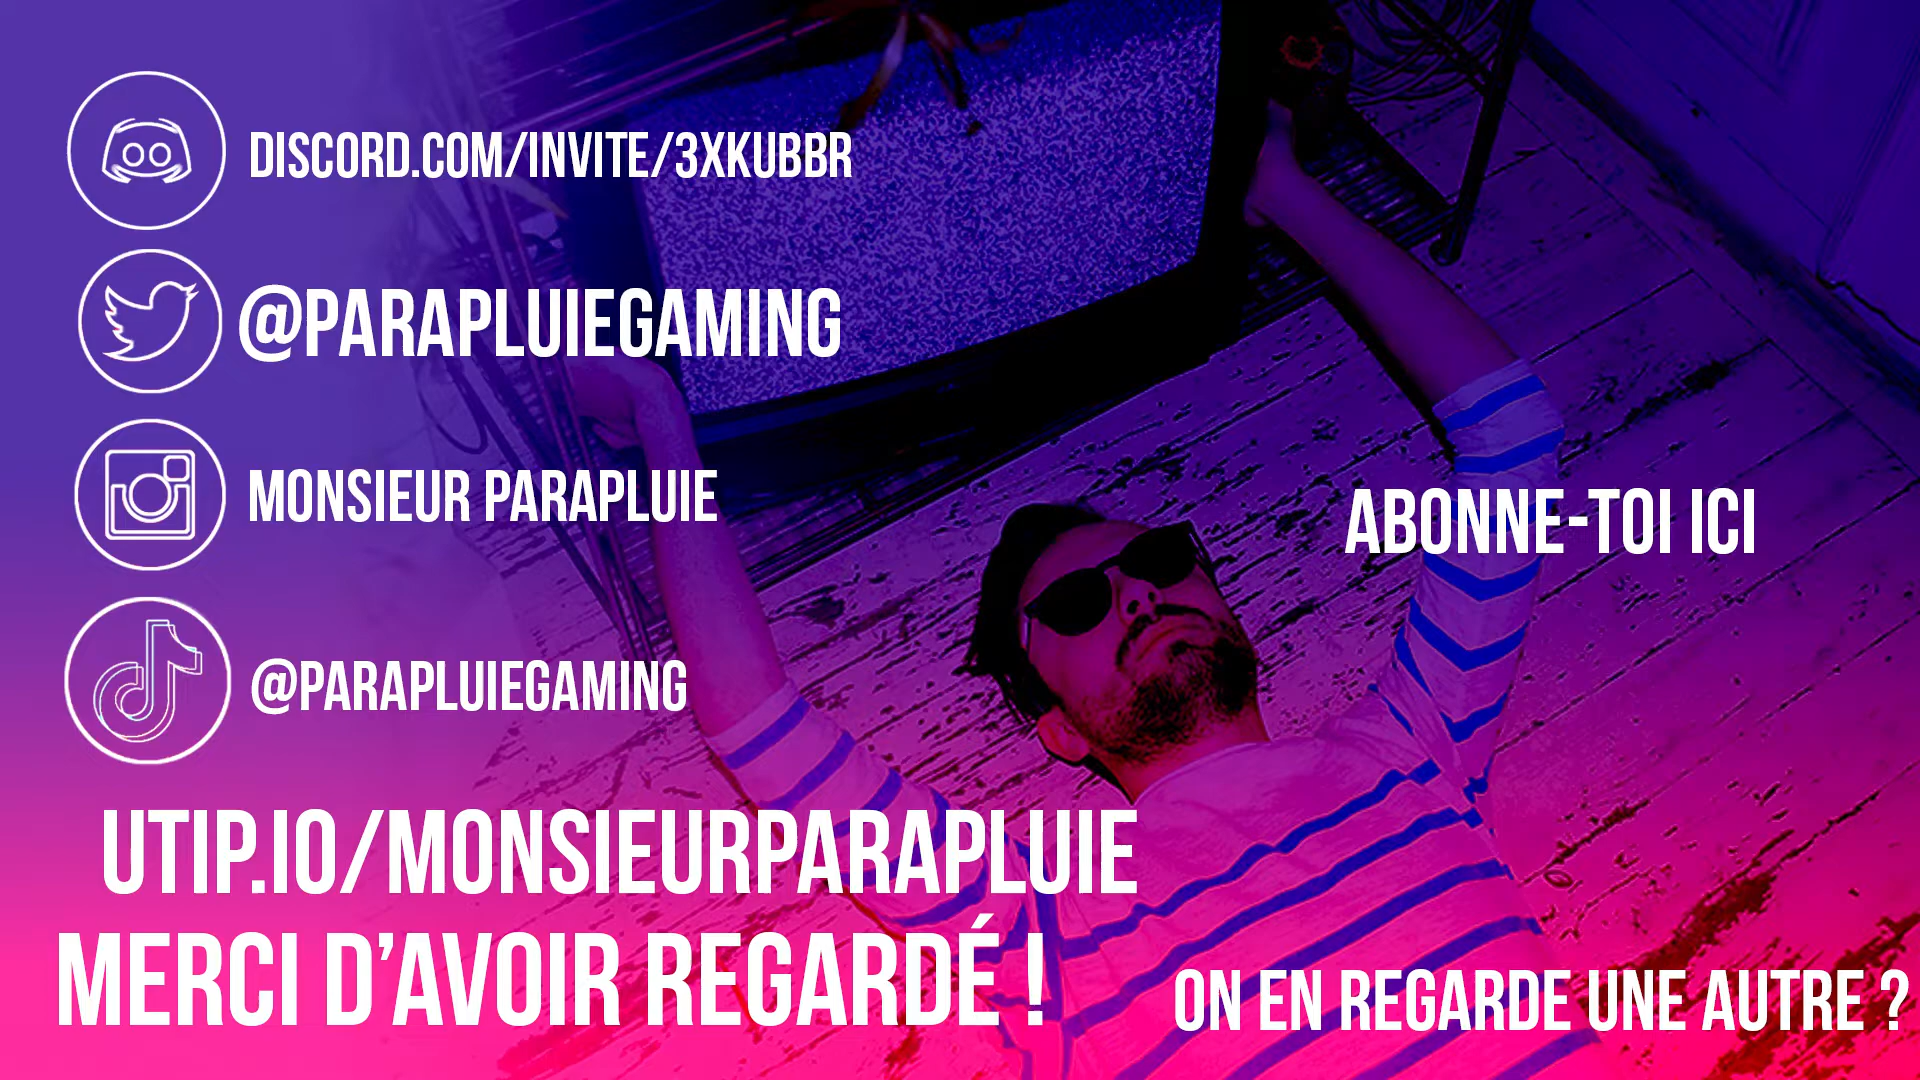 DISCORD.COM/INVITE/3XKUBBR
@PARAPLUIEGAMING
MONSIEUR PARAPLUIE
@PARAPLUIEGAMING
ABONNE-TOI ICI
UTIP.IO/MONSIEURPARAPLUIE
MERCI D’AVOIR REGARDÉ !
ON EN REGARDE UNE AUTRE ?